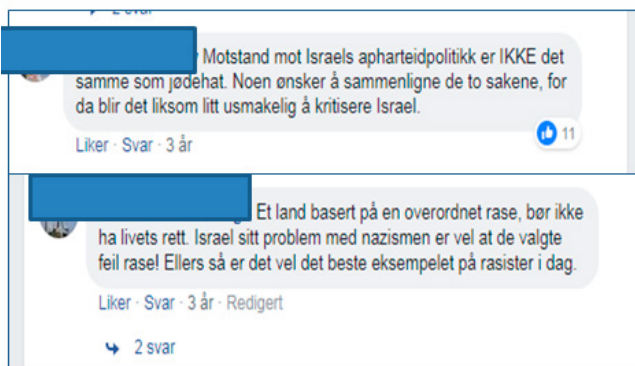 2 svar
Motstand mot Israels apharteidpolitikk er IKKE det
samme som jødehat. Noen ønsker å sammenligne de to sakene, for
da blir det liksom litt usmakelig å kritisere Israel.
11
Liker · Svar · 3 år
Et land basert på en overordnet rase, bør ikke
ha livets rett. Israel sitt problem med nazismen er vel at de valgte
feil rase! Ellers så er det vel det beste eksempelet på rasister i dag.
Liker · Svar · 3 år · Redigert
2 svar